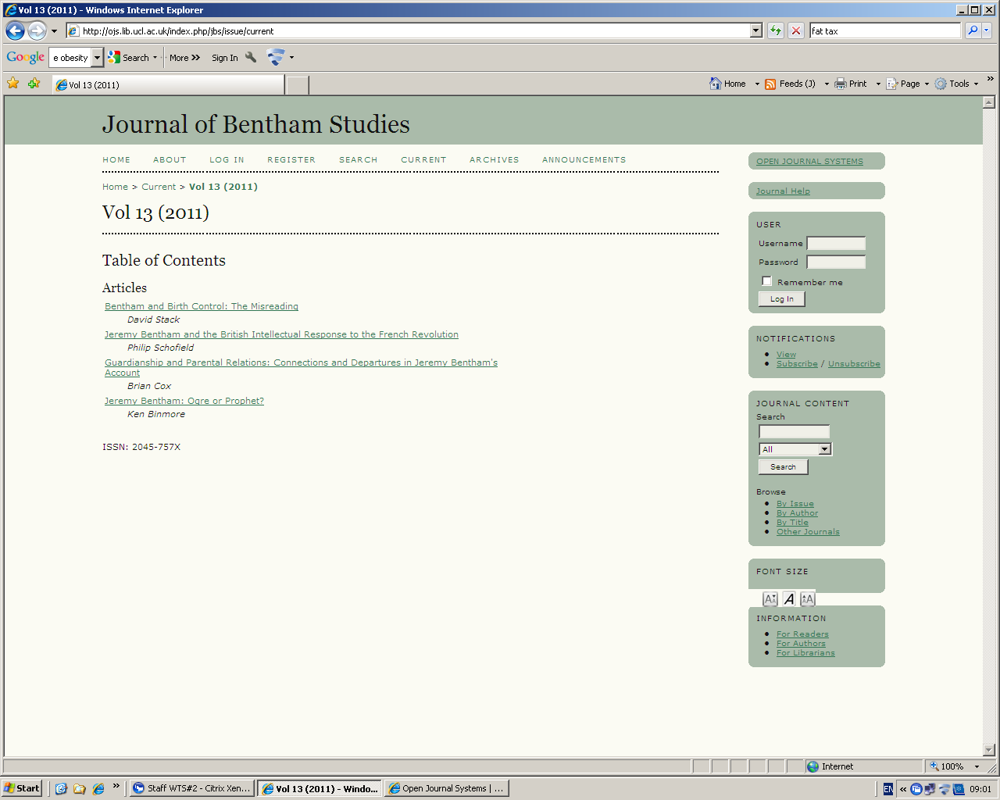 Vol 13 (2011) - Windows Internet Explorer
http://ojs.lib.ucl.ac.uk/index.php/jbs/issue/current
fat tax
Google
e obesity
Search
More >>
Sign In
Vol 13 (2011)
Home
Feeds (J)
Print
Page
Tools
Journal of Bentham Studies
HOME ABOUT LOG IN REGISTER SEARCH CURRENT ARCHIVES ANNOUNCEMENTS
Home > Current > Vol 13 (2011)
Vol 13 (2011)
Table of Contents
Articles
Bentham and Birth Control: The Misreading
David Stack
Jeremy Bentham and the British Intellectual Response to the French Revolution
Philip Schofield
Guardianship and Parental Relations: Connections and Departures in Jeremy Bentham's
Account
Brian Cox
Jeremy Bentham: Ogre or Prophet?
Ken Binmore
ISSN: 2045-757X
OPEN JOURNAL SYSTEMS
Journal Help
USER
Username
Password
Remember me
Log In
NOTIFICATIONS
View
Subscribe / Unsubscribe
JOURNAL CONTENT
Search
All
Search
Browse
By Issue
By Author
By Title
Other Journals
FONT SIZE
A A A
INFORMATION
For Readers
For Authors
For Librarians
Internet
100%
Start
Staff WTS#2 - Citrix Xen...
Vol 13 (2011) - Windo...
Open Journal Systems | ...
EN
09:01